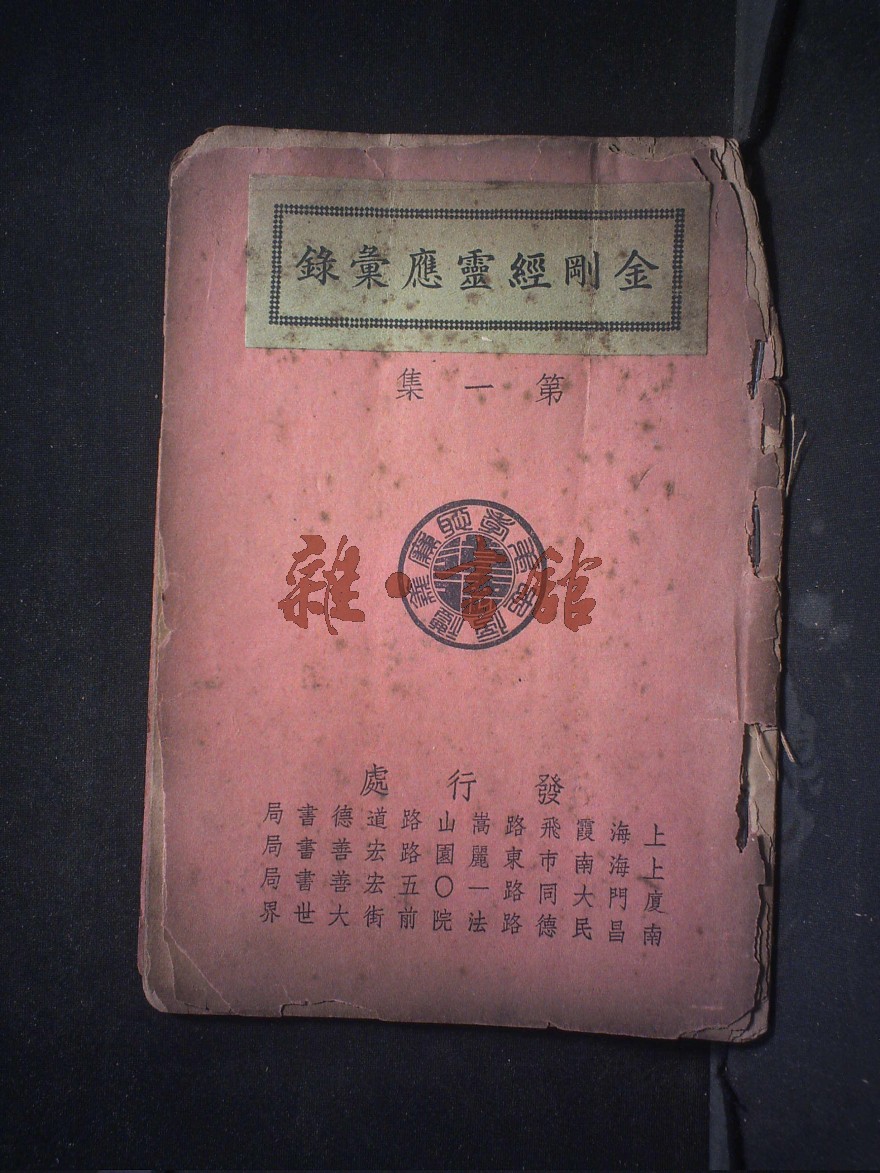 金剛經靈應彙錄
第一集
雜·書館
發行處
上海霞飛路嵩山路道德書局
上海南市東麗園路宏善書局
廈門大同路一〇五宏善書局
南昌民德路法院前街大世界